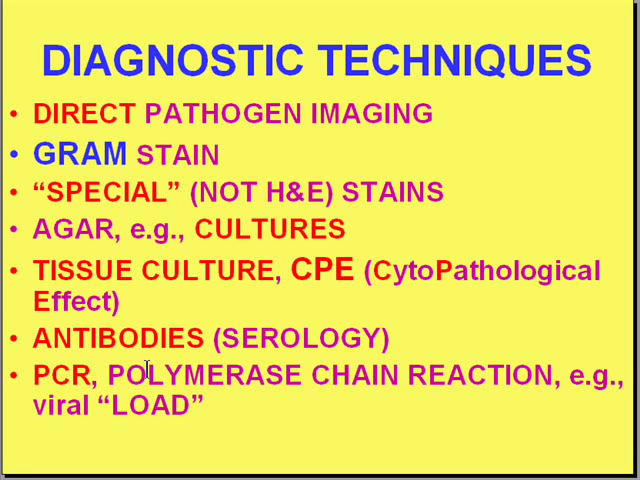 DIAGNOSTIC TECHNIQUES
• DIRECT PATHOGEN IMAGING
• GRAM STAIN
• “SPECIAL” (NOT H&E) STAINS
• AGAR, e.g., CULTURES
• TISSUE CULTURE, CPE (CytoPathological
Effect)
• ANTIBODIES (SEROLOGY)
• PCR, POLYMERASE CHAIN REACTION, e.g.,
viral “LOAD”